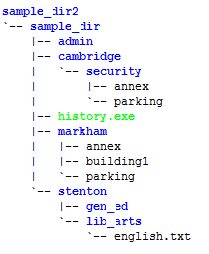 sample_dir2
`-- sample_dir
    |-- admin
    |-- cambridge
    |   `-- security
    |       |-- annex
    |       `-- parking
    |-- history.exe
    |-- markham
    |   |-- annex
    |   |-- building1
    |   `-- parking
    `-- stenton
        |-- gen_ed
        `-- lib_arts
            `-- english.txt